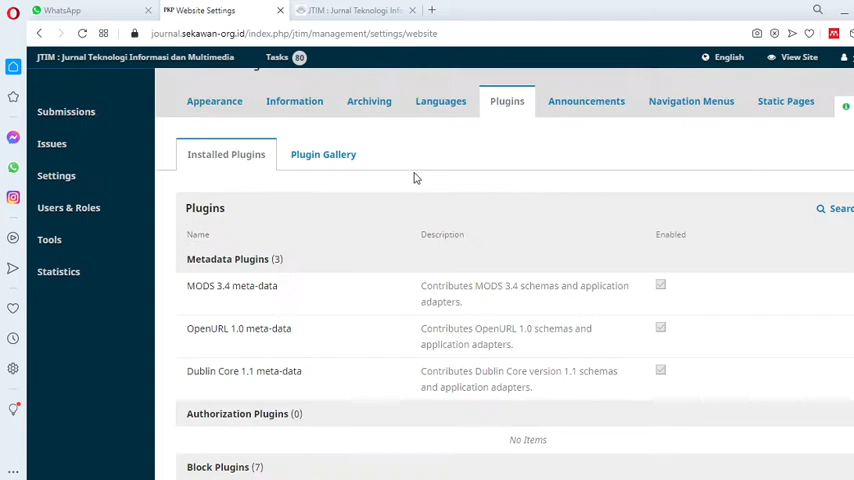 WhatsApp
PKP Website Settings
JTIM : Jurnal Teknologi Infor
journal.sekawan-org.id/index.php/jtim/management/settings/website
JTIM : Jurnal Teknologi Informasi dan Multimedia
Tasks 80
English
View Site
Submissions
Issues
Settings
Users & Roles
Tools
Statistics
Appearance
Information
Archiving
Languages
Plugins
Announcements
Navigation Menus
Static Pages
Installed Plugins
Plugin Gallery
Plugins
Searc
Name
Description
Enabled
Metadata Plugins (3)
MODS 3.4 meta-data
Contributes MODS 3.4 schemas and application
adapters.
OpenURL 1.0 meta-data
Contributes OpenURL 1.0 schemas and
application adapters.
Dublin Core 1.1 meta-data
Contributes Dublin Core version 1.1 schemas
and application adapters.
Authorization Plugins (0)
No Items
Block Plugins (7)